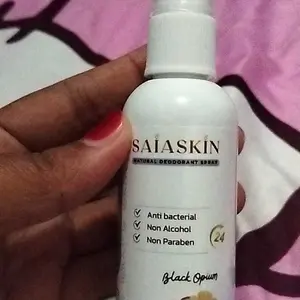 SAIASKIN
NATURAL DEODORANT SPRAY
Anti bacterial
Non Alcohol
Non Paraben
24
Black Opium